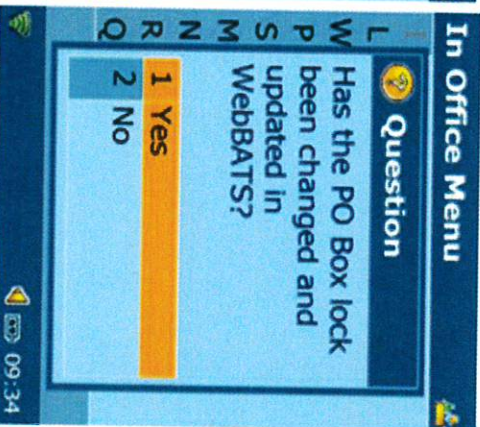 In Office Menu
L
Question
W
Has the PO Box lock
P
been changed and
S
updated in
M
WebBATS?
N
R
1 Yes
Q
2 No
09:34